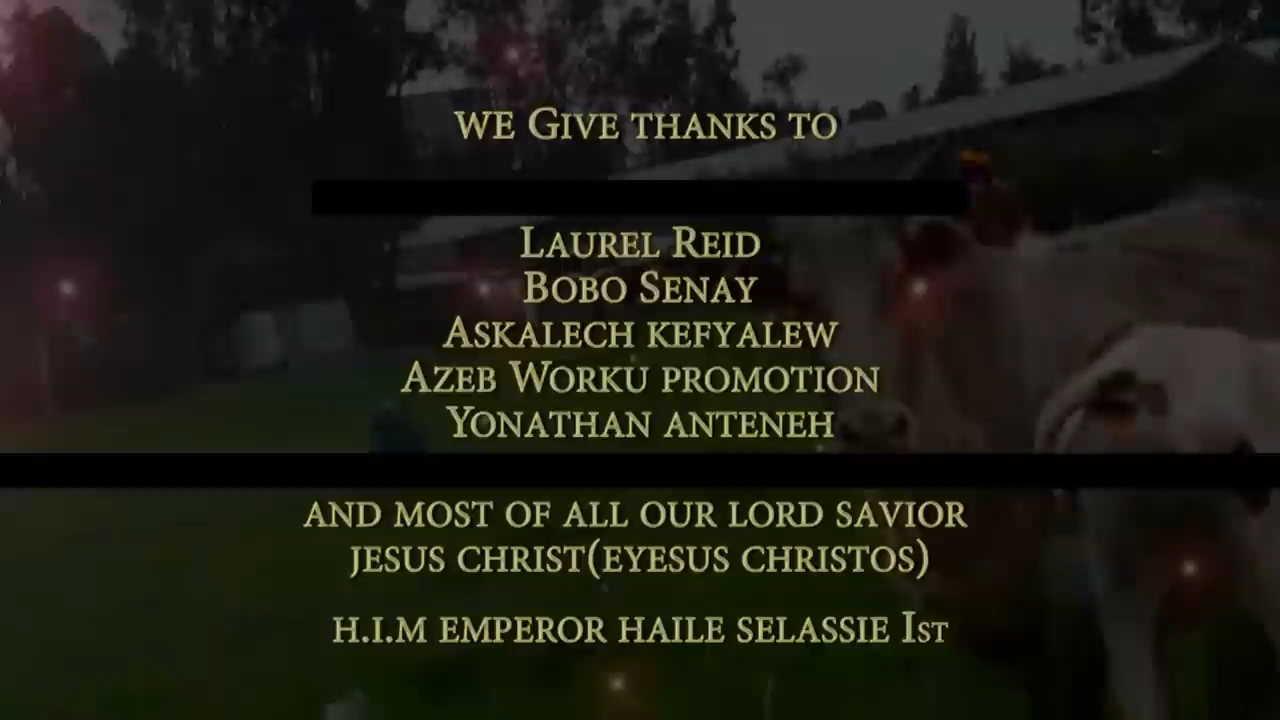 WE GIVE THANKS TO
LAUREL REID
BOBO SENAY
ASKALECH KEFYALEW
AZEB WORKU PROMOTION
YONATHAN ANTENEH
AND MOST OF ALL OUR LORD SAVIOR
JESUS CHRIST(EYESUS CHRISTOS)
H.I.M EMPEROR HAILE SELASSIE IST